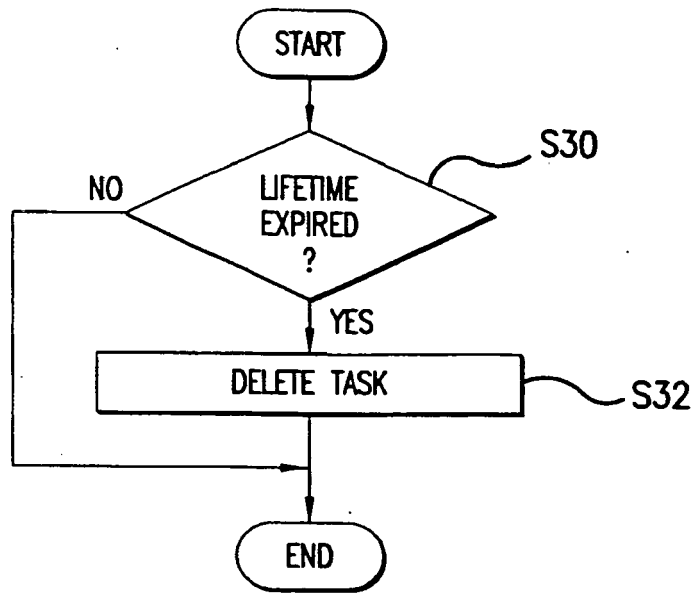 START
S30
NO
LIFETIME
EXPIRED
?
YES
DELETE TASK
S32
END